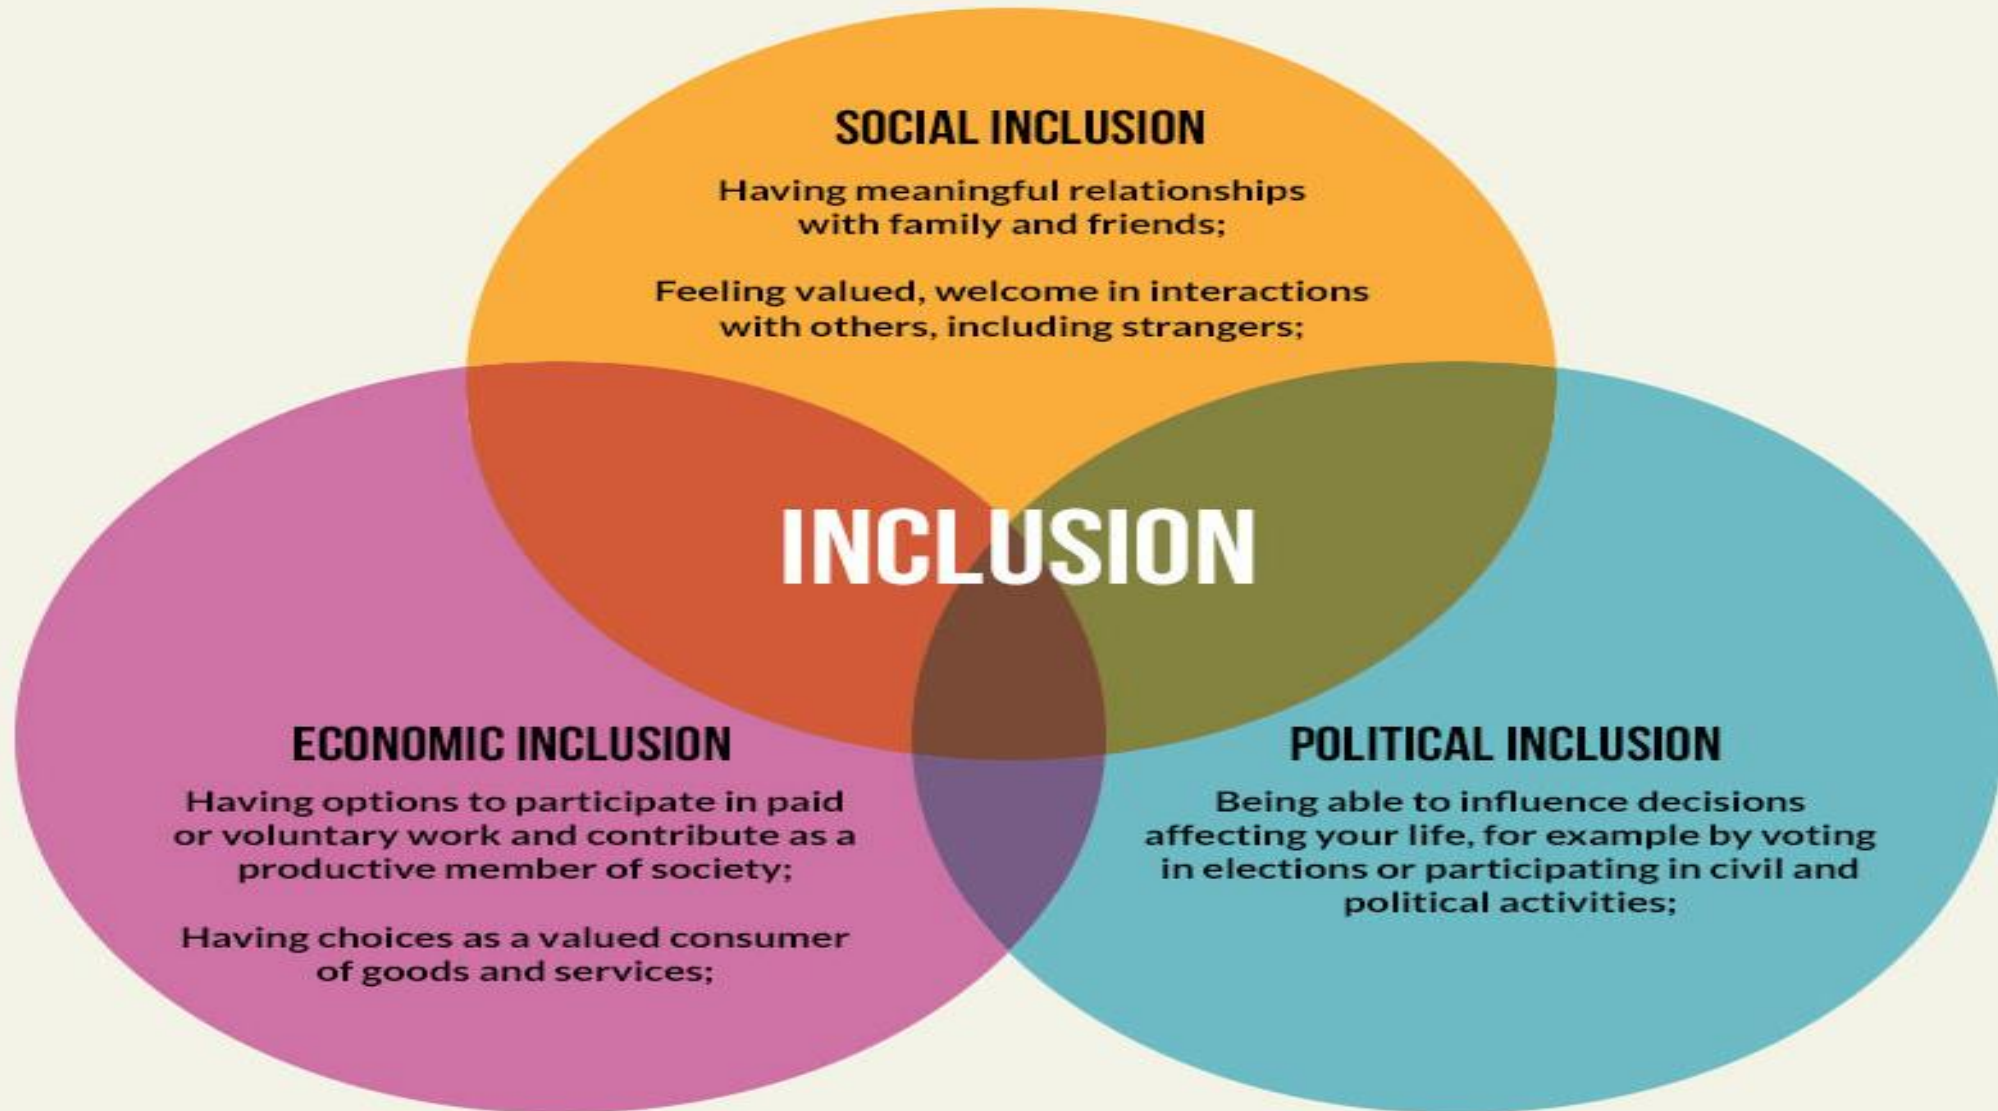 SOCIAL INCLUSION
Having meaningful relationships
with family and friends;
Feeling valued, welcome in interactions
with others, including strangers;
INCLUSION
ECONOMIC INCLUSION
Having options to participate in paid
or voluntary work and contribute as a
productive member of society;
Having choices as a valued consumer
of goods and services;
POLITICAL INCLUSION
Being able to influence decisions
affecting your life, for example by voting
in elections or participating in civil and
political activities;